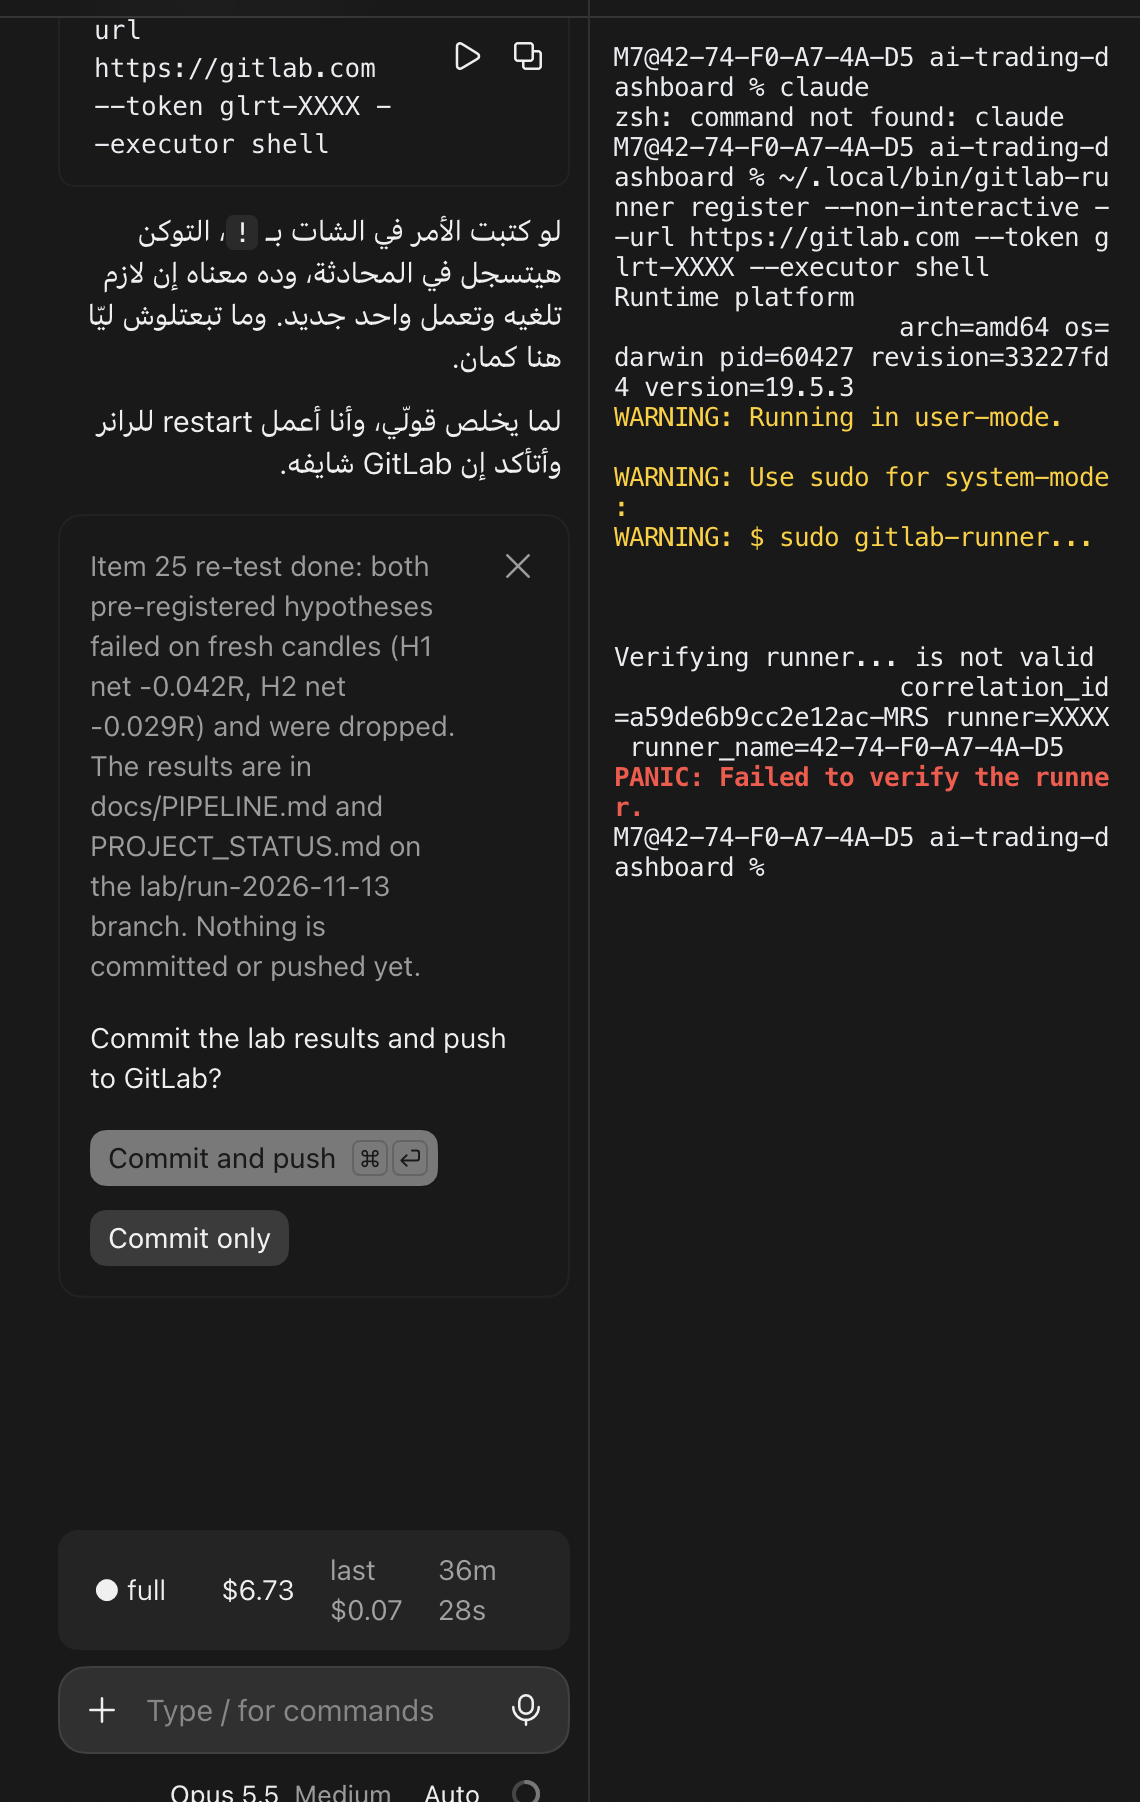 url
https://gitlab.com
--token glrt-XXXX -
-executor shell
لو كتبت الأمر في الشات بـ !، التوكن
هيتسجل في المحادثة، وده معناه إن لازم
تلغيه وتعمل واحد جديد. وما تبعتلوش ليّا
هنا كمان.
لما يخلص قولّي، وأنا أعمل restart للرانر
وأتأكد إن GitLab شايفه.
Item 25 re-test done: both
pre-registered hypotheses
failed on fresh candles (H1
net -0.042R, H2 net
-0.029R) and were dropped.
The results are in
docs/PIPELINE.md and
PROJECT_STATUS.md on
the lab/run-2026-11-13
branch. Nothing is
committed or pushed yet.
Commit the lab results and push
to GitLab?
Commit and push ⌘ ↵
Commit only
full $6.73 last $0.07 36m 28s
Type / for commands
Opus 5.5 Medium Auto
M7@42-74-F0-A7-4A-D5 ai-trading-d
ashboard % claude
zsh: command not found: claude
M7@42-74-F0-A7-4A-D5 ai-trading-d
ashboard % ~/.local/bin/gitlab-ru
nner register --non-interactive -
-url https://gitlab.com --token g
lrt-XXXX --executor shell
Runtime platform
arch=amd64 os=
darwin pid=60427 revision=33227fd
4 version=19.5.3
WARNING: Running in user-mode.
WARNING: Use sudo for system-mode
:
WARNING: $ sudo gitlab-runner...
Verifying runner... is not valid
correlation_id
=a59de6b9cc2e12ac-MRS runner=XXXX
runner_name=42-74-F0-A7-4A-D5
PANIC: Failed to verify the runne
r.
M7@42-74-F0-A7-4A-D5 ai-trading-d
ashboard %